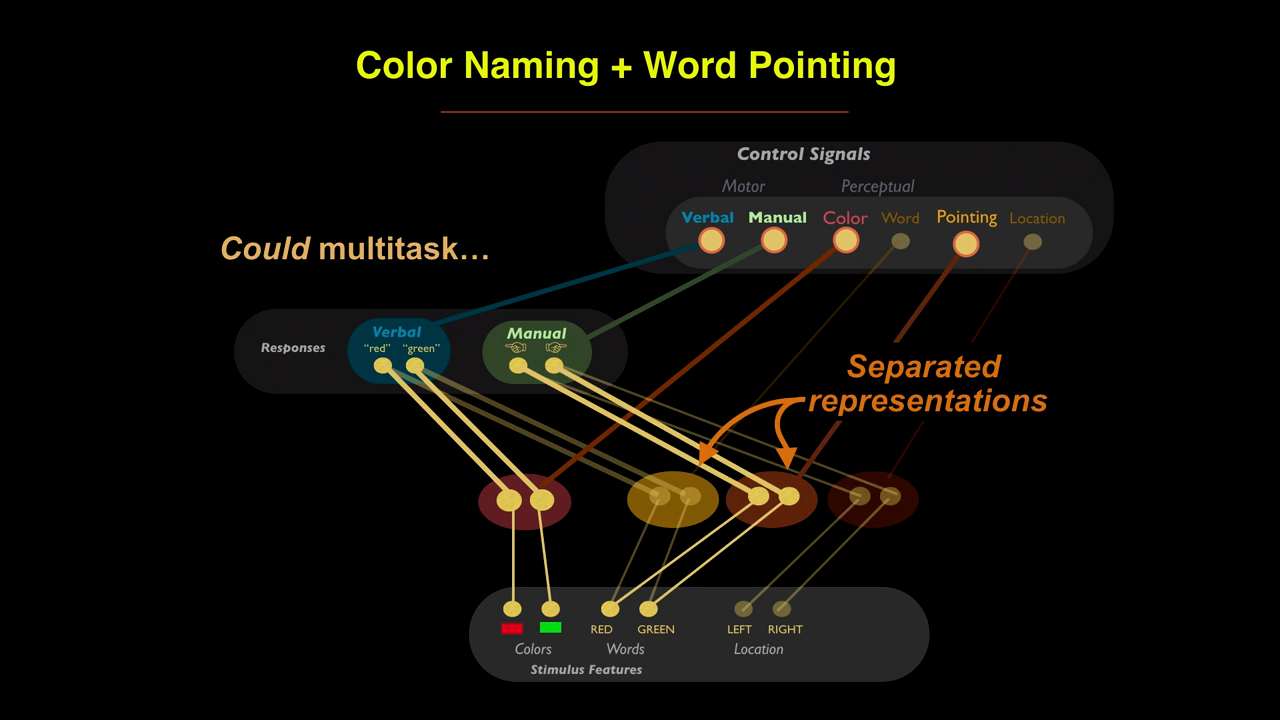 Color Naming + Word Pointing
Control Signals
Motor Perceptual
Verbal Manual Color Word Pointing Location
Could multitask…
Verbal
“red” “green”
Manual
Responses
Separated
representations
RED GREEN LEFT RIGHT
Colors Words Location
Stimulus Features